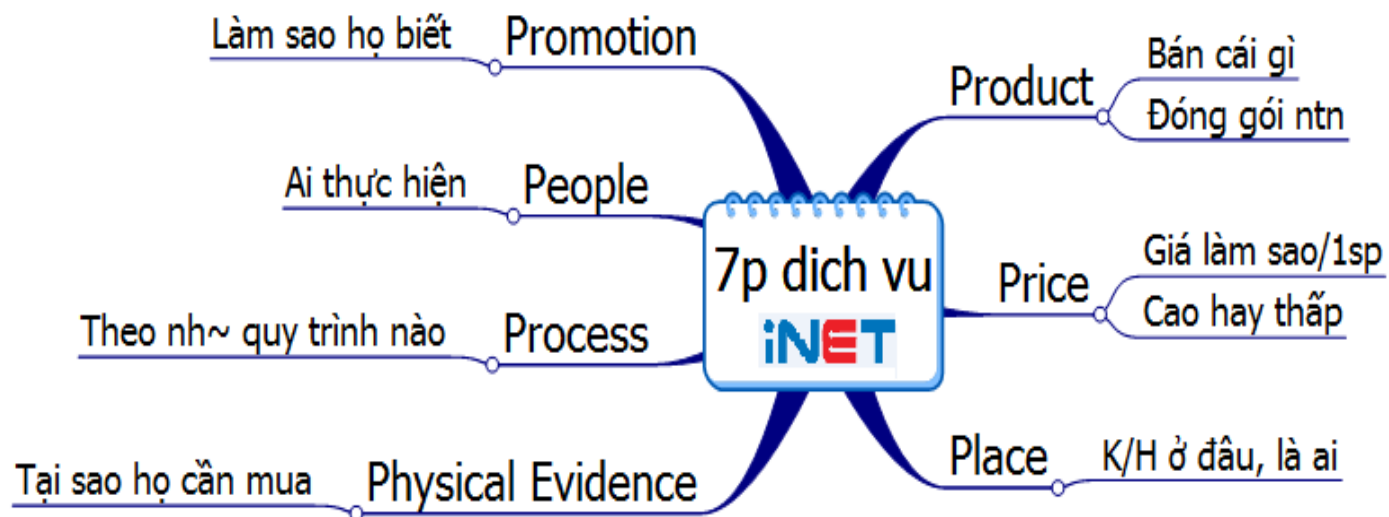 7p dich vu
iNET
Product
Bán cái gì
Đóng gói ntn
Price
Giá làm sao/1sp
Cao hay thấp
Place
K/H ở đâu, là ai
Promotion
Làm sao họ biết
People
Ai thực hiện
Process
Theo nh~ quy trình nào
Physical Evidence
Tại sao họ cần mua